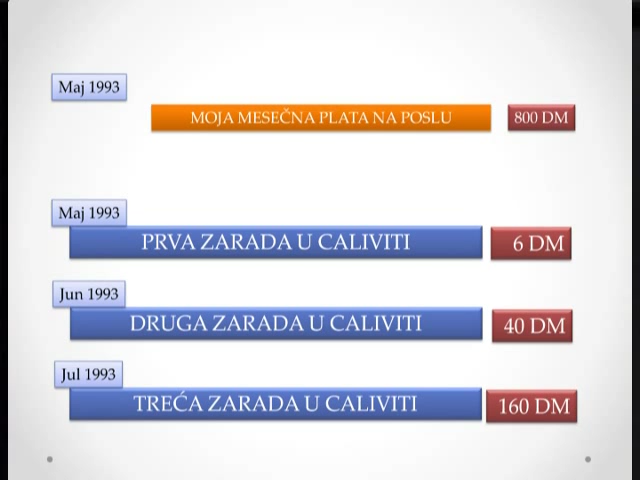 Maj 1993
MOJA MESEČNA PLATA NA POSLU 800 DM
Maj 1993
PRVA ZARADA U CALIVITI 6 DM
Jun 1993
DRUGA ZARADA U CALIVITI 40 DM
Jul 1993
TREĆA ZARADA U CALIVITI 160 DM